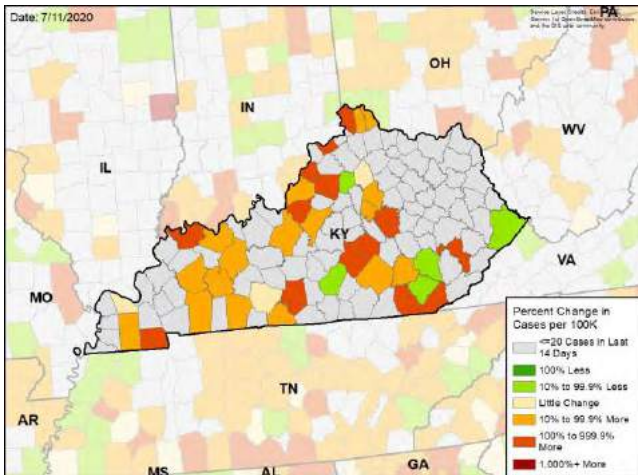 Date: 7/11/2020
PA
OH
IN
WV
IL
KY
VA
MO
TN
AR
MS
AL
GA
Percent Change in
Cases per 100K
<=20 Cases in Last
14 Days
100% Less
10% to 99.9% Less
Little Change
10% to 99.9% More
100% to 999.9%
More
1,000%+ More